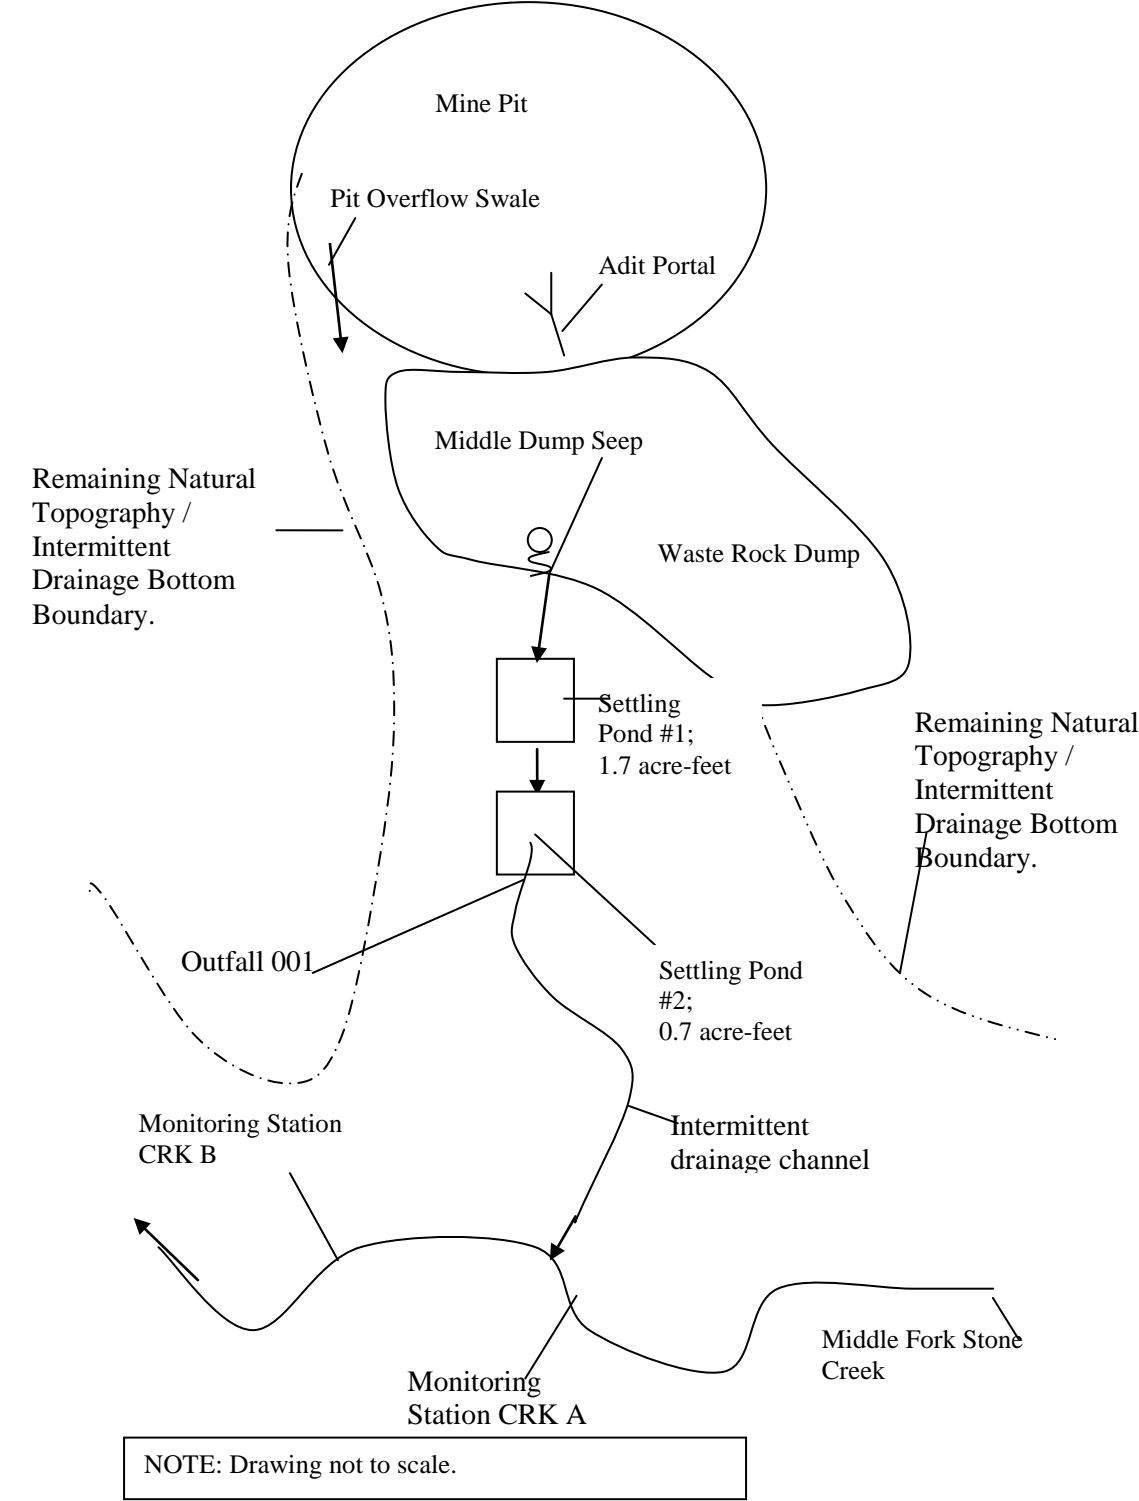 Mine Pit
Pit Overflow Swale
Adit Portal
Middle Dump Seep
Remaining Natural
Topography /
Intermittent
Drainage Bottom
Boundary.
Waste Rock Dump
Settling
Pond #1;
1.7 acre-feet
Remaining Natural
Topography /
Intermittent
Drainage Bottom
Boundary.
Outfall 001
Settling Pond
#2;
0.7 acre-feet
Monitoring Station
CRK B
Intermittent
drainage channel
Middle Fork Stone
Creek
Monitoring
Station CRK A
NOTE: Drawing not to scale.